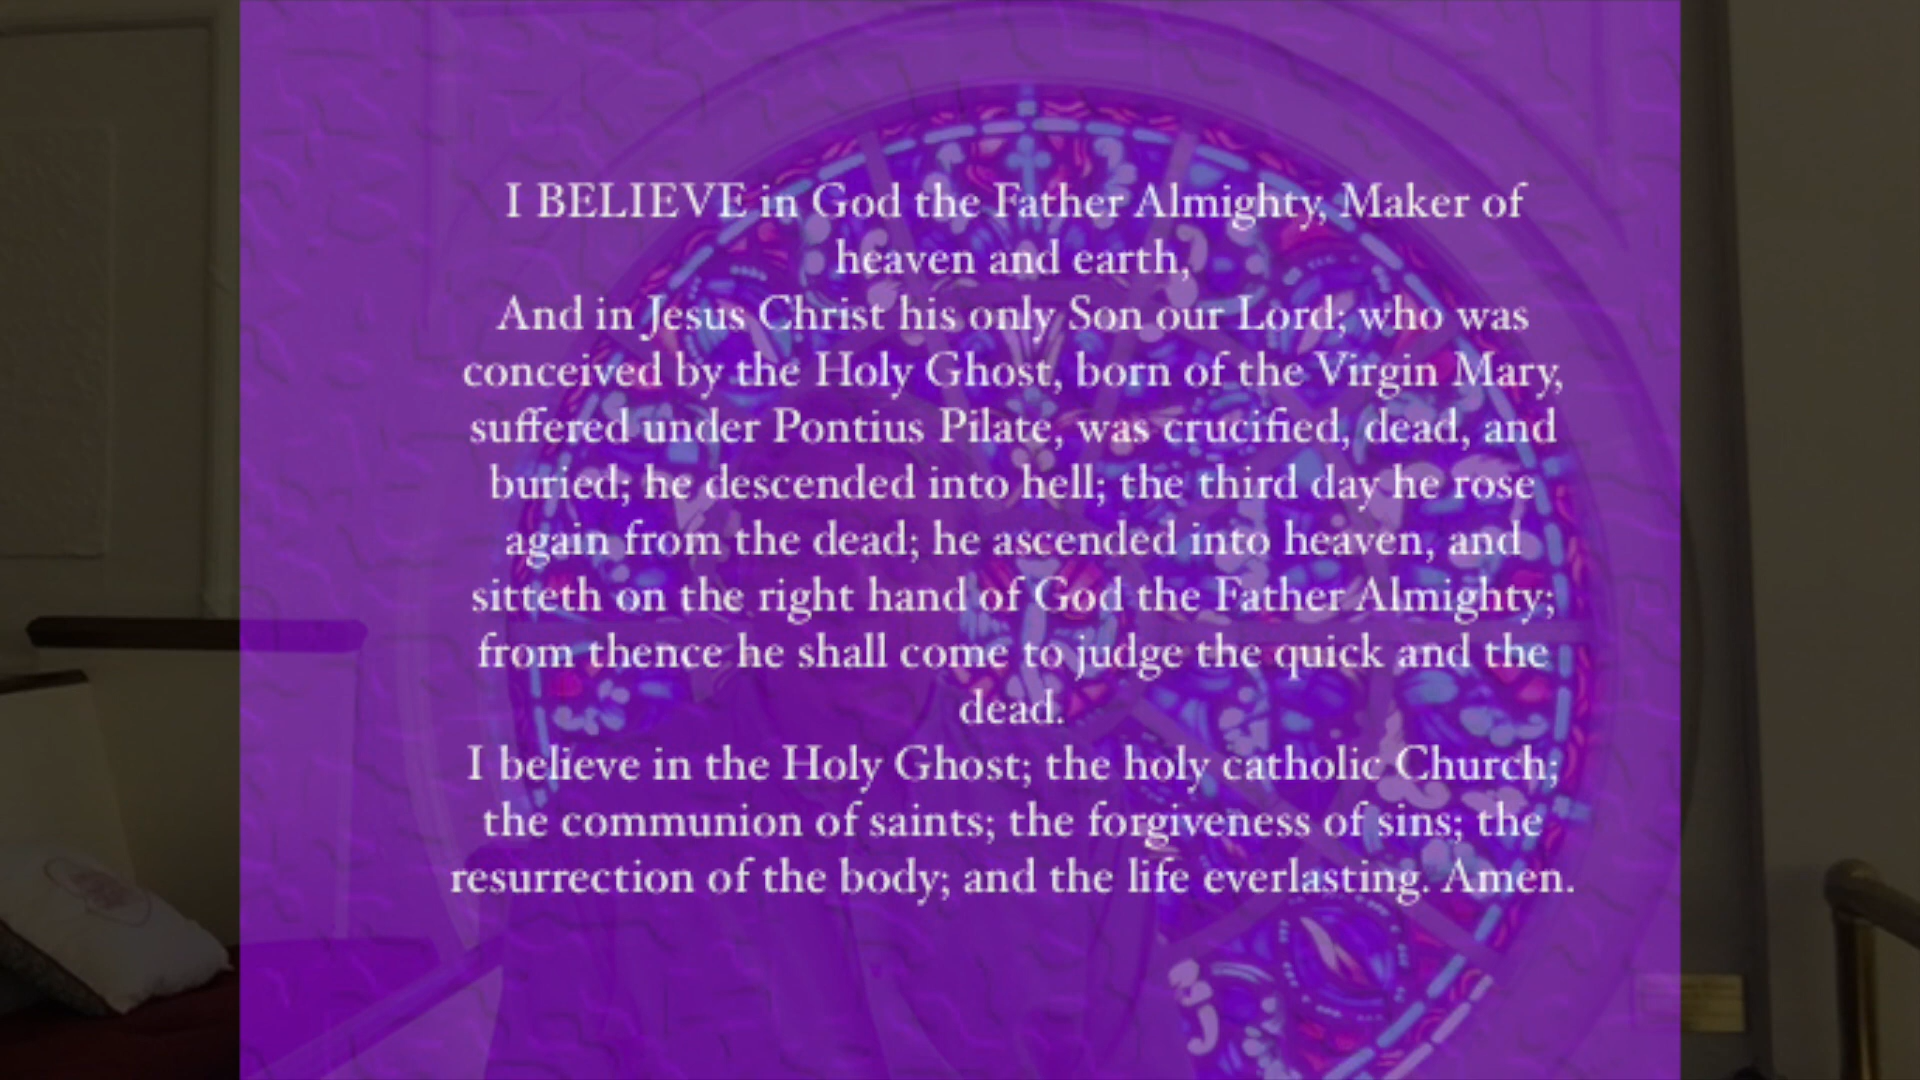 I BELIEVE in God the Father Almighty, Maker of
heaven and earth,
And in Jesus Christ his only Son our Lord; who was
conceived by the Holy Ghost, born of the Virgin Mary,
suffered under Pontius Pilate, was crucified, dead, and
buried; he descended into hell; the third day he rose
again from the dead; he ascended into heaven, and
sitteth on the right hand of God the Father Almighty;
from thence he shall come to judge the quick and the
dead.
I believe in the Holy Ghost; the holy catholic Church;
the communion of saints; the forgiveness of sins; the
resurrection of the body; and the life everlasting. Amen.